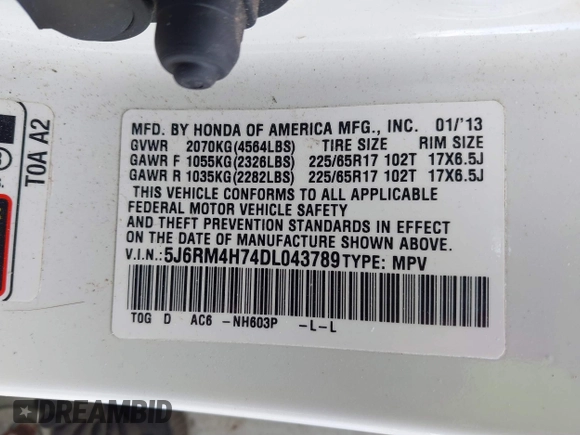 MFD. BY HONDA OF AMERICA MFG., INC. 01/'13
GVWR 2070KG(4564LBS) TIRE SIZE RIM SIZE
GAWR F 1055KG(2326LBS) 225/65R17 102T 17X6.5J
GAWR R 1035KG(2282LBS) 225/65R17 102T 17X6.5J
THIS VEHICLE CONFORMS TO ALL APPLICABLE
FEDERAL MOTOR VEHICLE SAFETY
AND THEFT PREVENTION STANDARDS IN EFFECT
ON THE DATE OF MANUFACTURE SHOWN ABOVE.
V.I.N.:5J6RM4H74DL043789 TYPE: MPV
T0G D AC6 -NH603P -L-L
T0A A2
DREAMBID